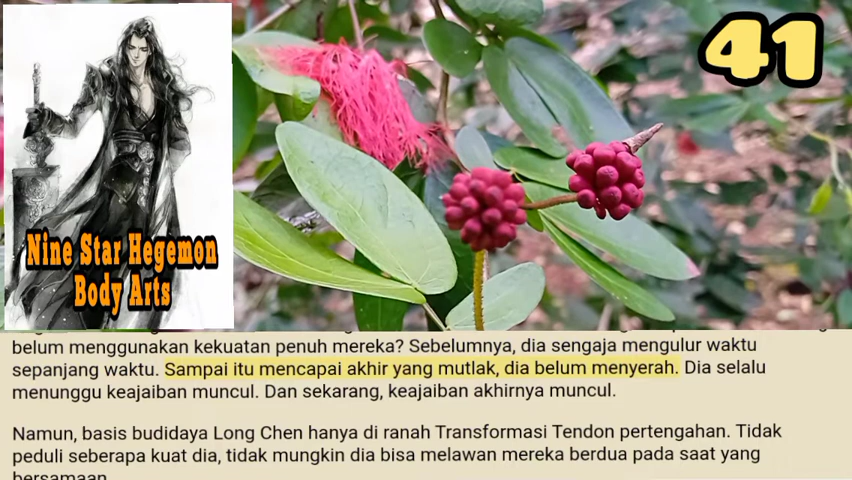 41
Nine Star Hegemon
Body Arts
belum menggunakan kekuatan penuh mereka? Sebelumnya, dia sengaja mengulur waktu
sepanjang waktu. Sampai itu mencapai akhir yang mutlak, dia belum menyerah. Dia selalu
menunggu keajaiban muncul. Dan sekarang, keajaiban akhirnya muncul.
Namun, basis budidaya Long Chen hanya di ranah Transformasi Tendon pertengahan. Tidak
peduli seberapa kuat dia, tidak mungkin dia bisa melawan mereka berdua pada saat yang
bersamaan